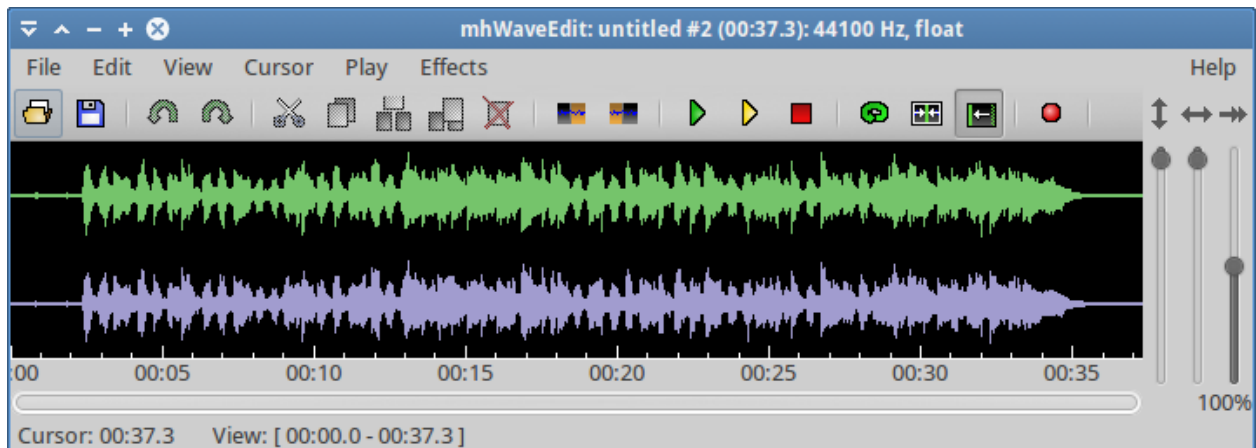 mhWaveEdit: untitled #2 (00:37.3): 44100 Hz, float
File Edit View Cursor Play Effects Help
:00 00:05 00:10 00:15 00:20 00:25 00:30 00:35
100%
Cursor: 00:37.3 View: [ 00:00.0 - 00:37.3 ]